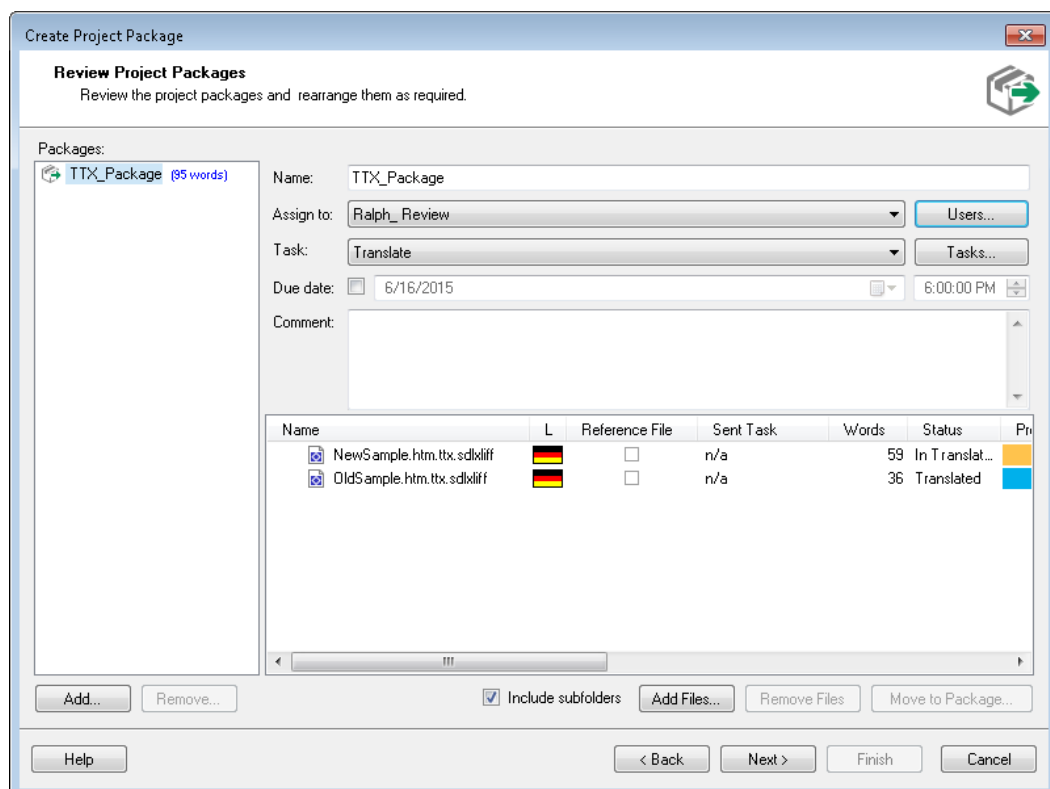 Create Project Package
Review Project Packages
Review the project packages and rearrange them as required.
Packages:
TTX_Package (95 words)
Name: TTX_Package
Assign to: Ralph_ Review Users...
Task: Translate Tasks...
Due date: 6/16/2015 6:00:00 PM
Comment:
Name L Reference File Sent Task Words Status Pr
NewSample.htm.ttx.sdlxliff n/a 59 In Translat...
OldSample.htm.ttx.sdlxliff n/a 36 Translated
Add... Remove... Include subfolders Add Files... Remove Files Move to Package...
Help < Back Next > Finish Cancel